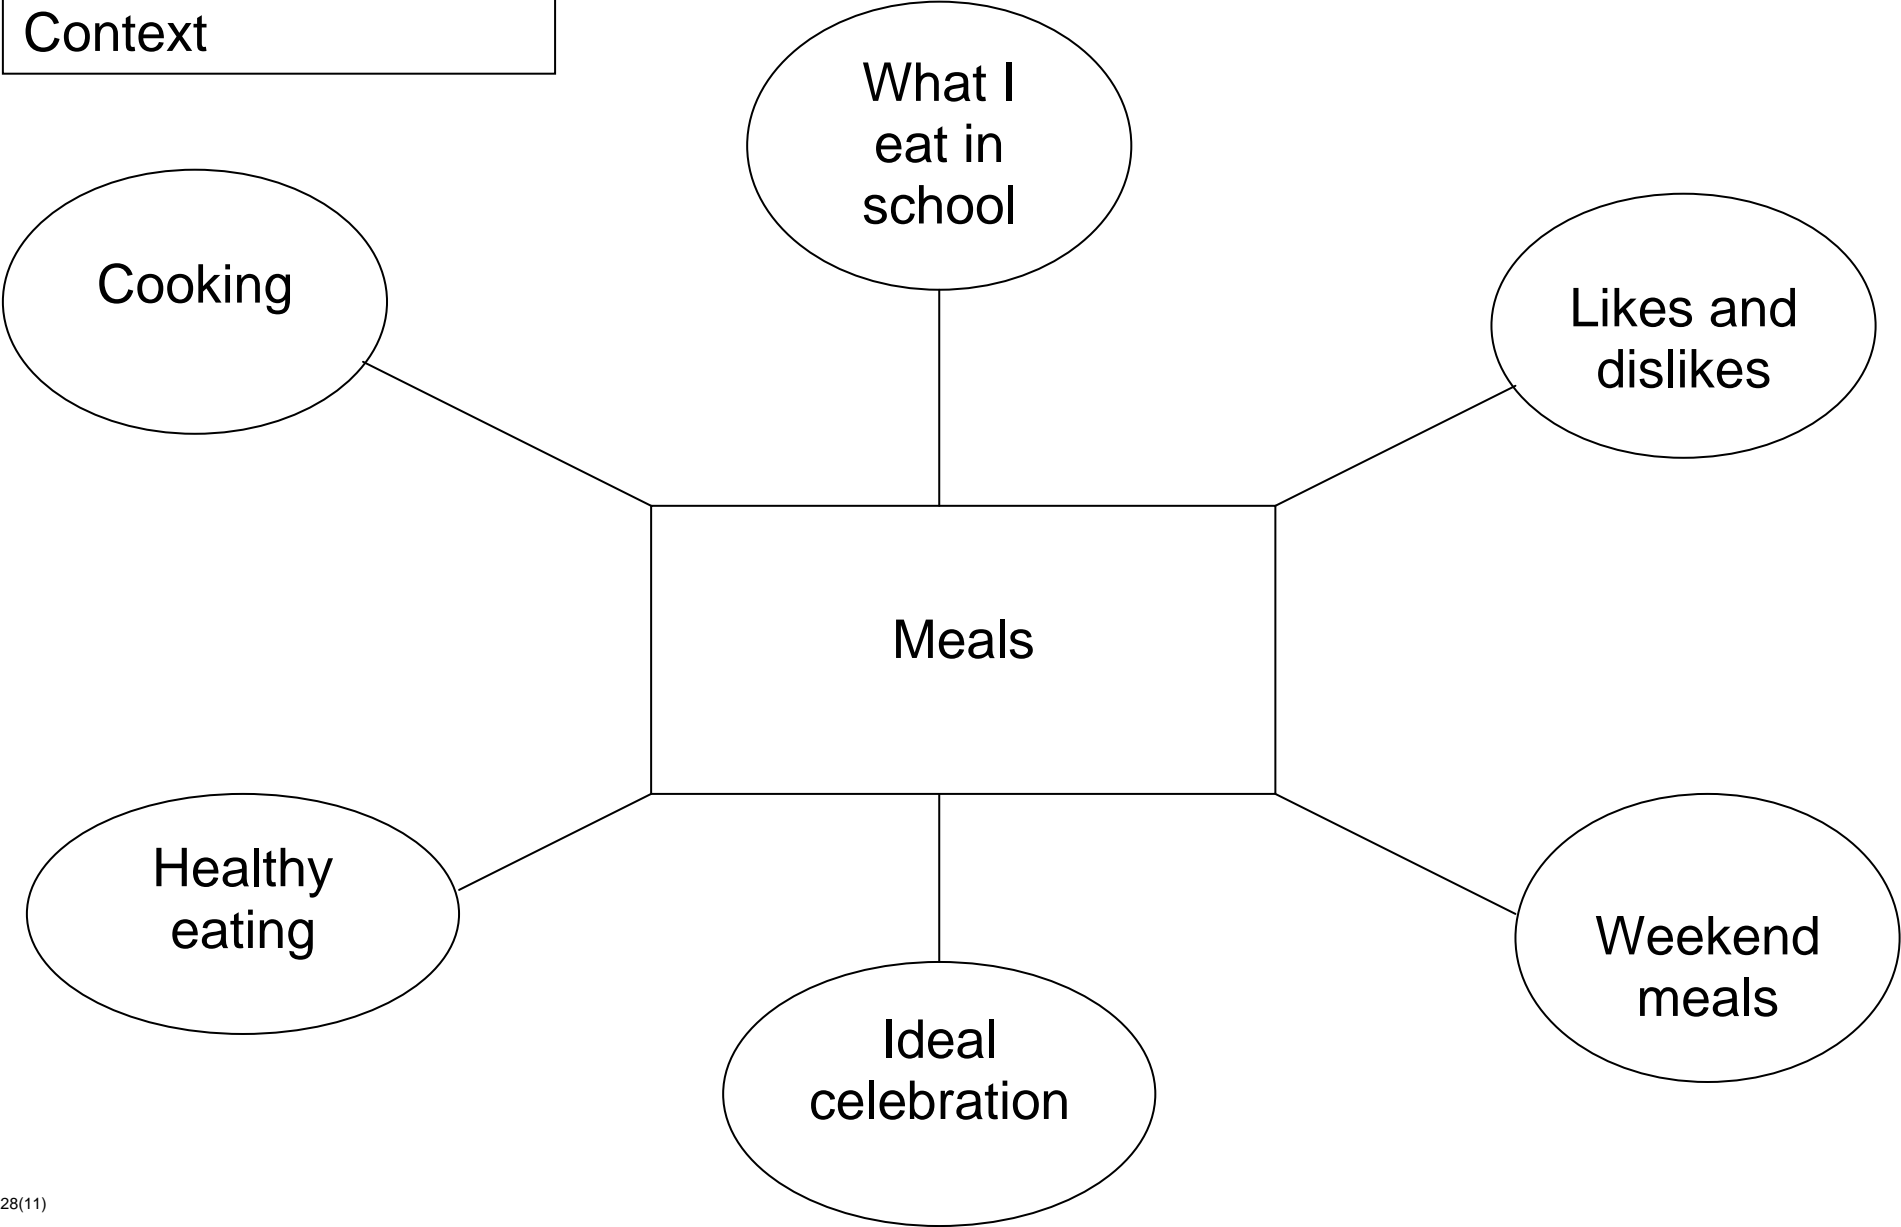 Context
What I
eat in
school
Cooking
Likes and
dislikes
Meals
Healthy
eating
Weekend
meals
Ideal
celebration
28(11)